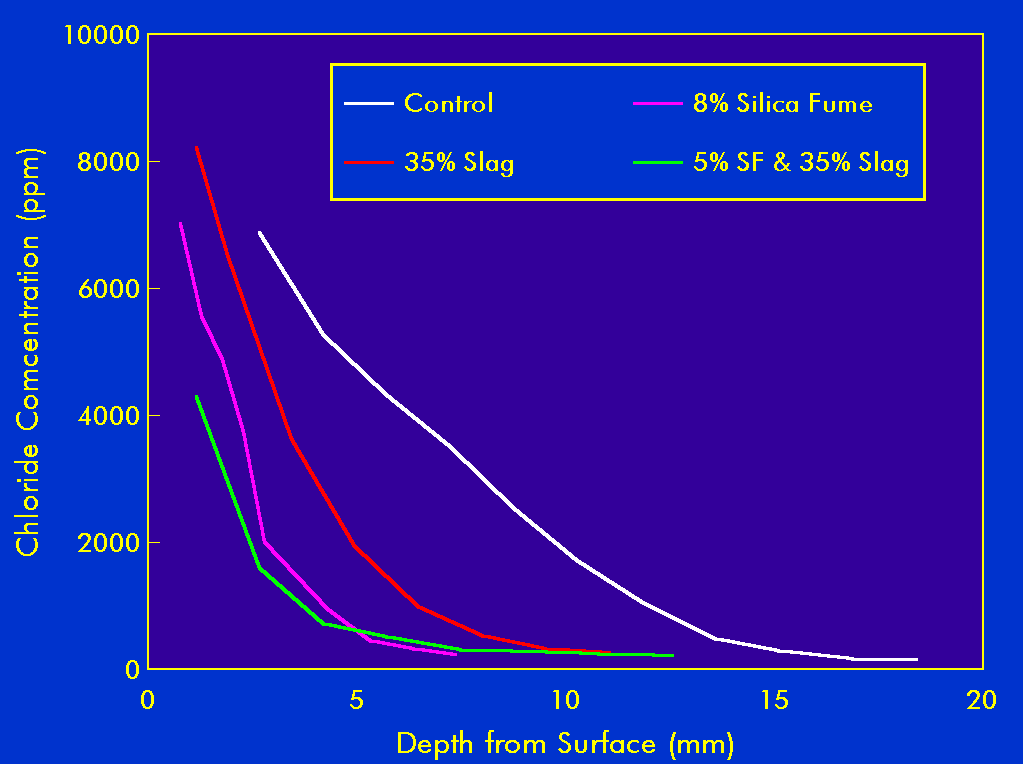 10000
Control
8% Silica Fume
35% Slag
5% SF & 35% Slag
8000
6000
4000
2000
0
Chloride Comcentration (ppm)
0 5 10 15 20
Depth from Surface (mm)